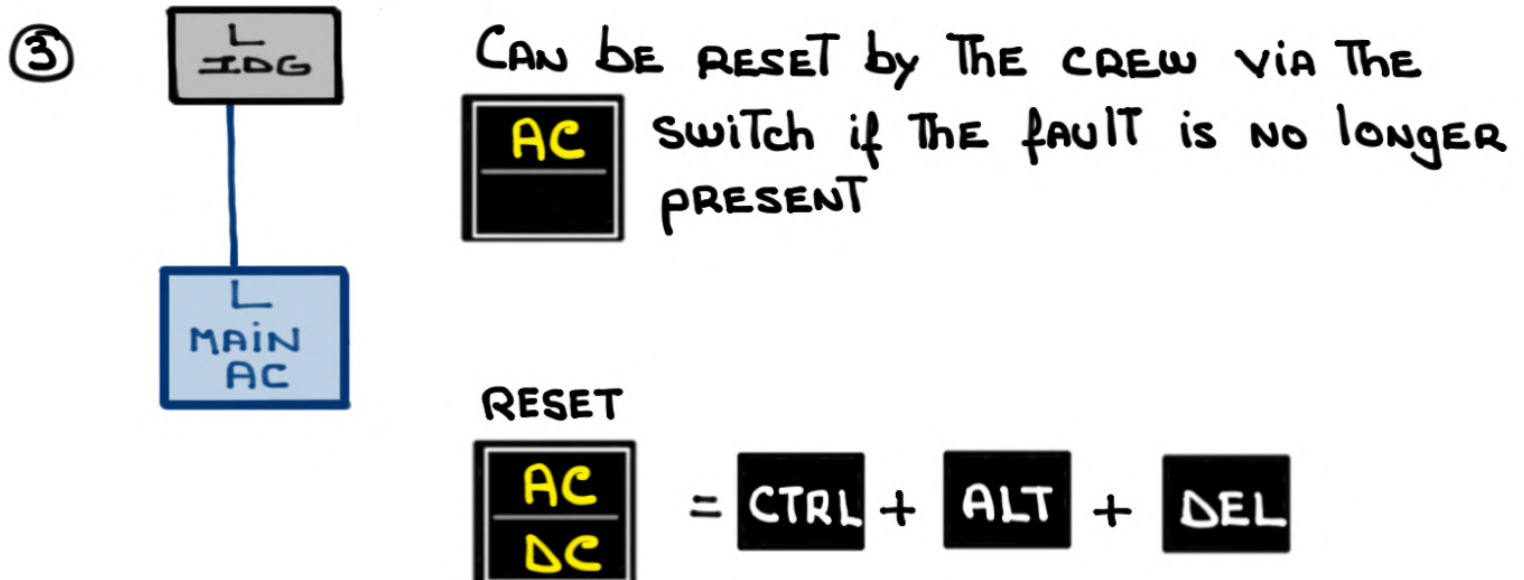 3
L
IDG
CAN bE RESET by ThE CREW ViA ThE
AC
SwiTch if ThE fAulT is NO lONgER
PRESENT
L
MAiN
AC
RESET
AC
DC
= CTRL + ALT + DEL